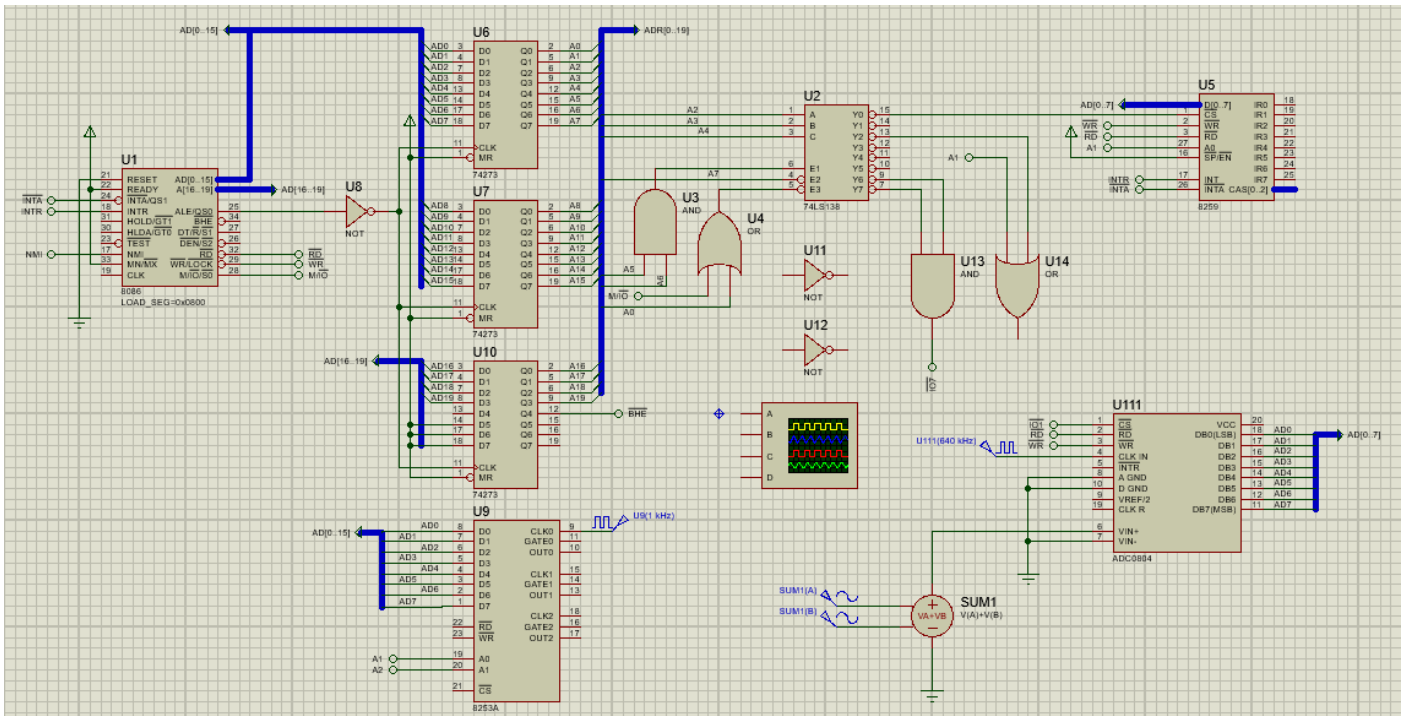 AD[0..15]
U6
AD0 3 D0 Q0 2 A0
AD1 4 D1 Q1 5 A1
AD2 7 D2 Q2 6 A2
AD3 8 D3 Q3 9 A3
AD4 13 D4 Q4 12 A4
AD5 14 D5 Q5 15 A5
AD6 17 D6 Q6 16 A6
AD7 18 D7 Q7 19 A7
11 CLK
1 MR
74273
ADR[0..19]
U1
21 RESET AD[0..15]
22 READY A[16..19] AD[16..19]
INTA 24 INTA/QS1
INTR 18 INTR ALE/QS0 25
31 HOLD/GT1 BHE 34
30 HLDA/GT0 DT/R/S1 27
23 TEST DEN/S2 26
NMI 17 NMI RD 32 RD
33 MN/MX WR/LOCK 29 WR
19 CLK M/IO/S0 28 M/IO
8086
LOAD_SEG=0x0800
U8
NOT
U7
AD8 3 D0 Q0 2 A8
AD9 4 D1 Q1 5 A9
AD10 7 D2 Q2 6 A10
AD11 8 D3 Q3 9 A11
AD12 13 D4 Q4 12 A12
AD13 14 D5 Q5 15 A13
AD14 17 D6 Q6 16 A14
AD15 18 D7 Q7 19 A15
11 CLK
1 MR
74273
U10
AD[16..19]
AD16 3 D0 Q0 2 A16
AD17 4 D1 Q1 5 A17
AD18 7 D2 Q2 6 A18
AD19 8 D3 Q3 9 A19
13 D4 Q4 12 BHE
14 D5 Q5 15
17 D6 Q6 16
18 D7 Q7 19
11 CLK
1 MR
74273
U9
AD[0..15]
AD0 8 D0 CLK0 9 U9(1 kHz)
AD1 7 D1 GATE0 11
AD2 6 D2 OUT0 10
AD3 5 D3
AD4 4 D4 CLK1 15
AD5 3 D5 GATE1 14
AD6 2 D6 OUT1 13
AD7 1 D7
CLK2 18
22 RD GATE2 16
23 WR OUT2 17
A1 19 A0
A2 20 A1
21 CS
8253A
U2
A2 1 A Y0 15
A3 2 B Y1 14
A4 3 C Y2 13
Y3 12
Y4 11
A7 6 E1 Y5 10
4 E2 Y6 9
5 E3 Y7 7
74LS138
U3
AND
U4
OR
A5
A6
M/IO
A0
U11
NOT
U12
NOT
A1
U13
AND
U14
OR
IO7
A
B
C
D
U5
AD[0..7] D[0..7] IR0 18
1 CS IR1 19
WR 2 WR IR2 20
RD 3 RD IR3 21
A1 27 A0 IR4 22
16 SP/EN IR5 23
IR6 24
IR7 25
INTR 17 INT
INTA 26 INTA CAS[0..2]
8259
U111
IO1 1 CS VCC 20
RD 2 RD DB0(LSB) 18 AD0
WR 3 WR DB1 17 AD1
U111(640 kHz) 4 CLK IN DB2 16 AD2
5 INTR DB3 15 AD3
8 A GND DB4 14 AD4
10 D GND DB5 13 AD5
9 VREF/2 DB6 12 AD6
19 CLK R DB7(MSB) 11 AD7
6 VIN+
7 VIN-
ADC0804
AD[0..7]
SUM1(A)
SUM1(B)
VA+VB
SUM1
V(A)+V(B)